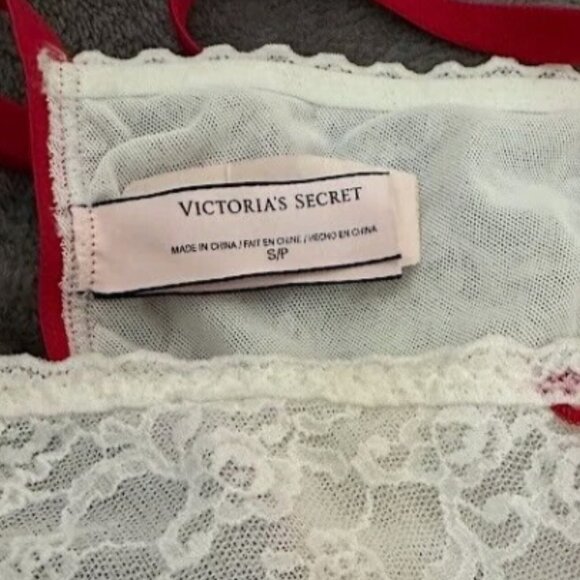 VICTORIA'S SECRET
MADE IN CHINA / FAIT EN CHINE / HECHO EN CHINA
S/P